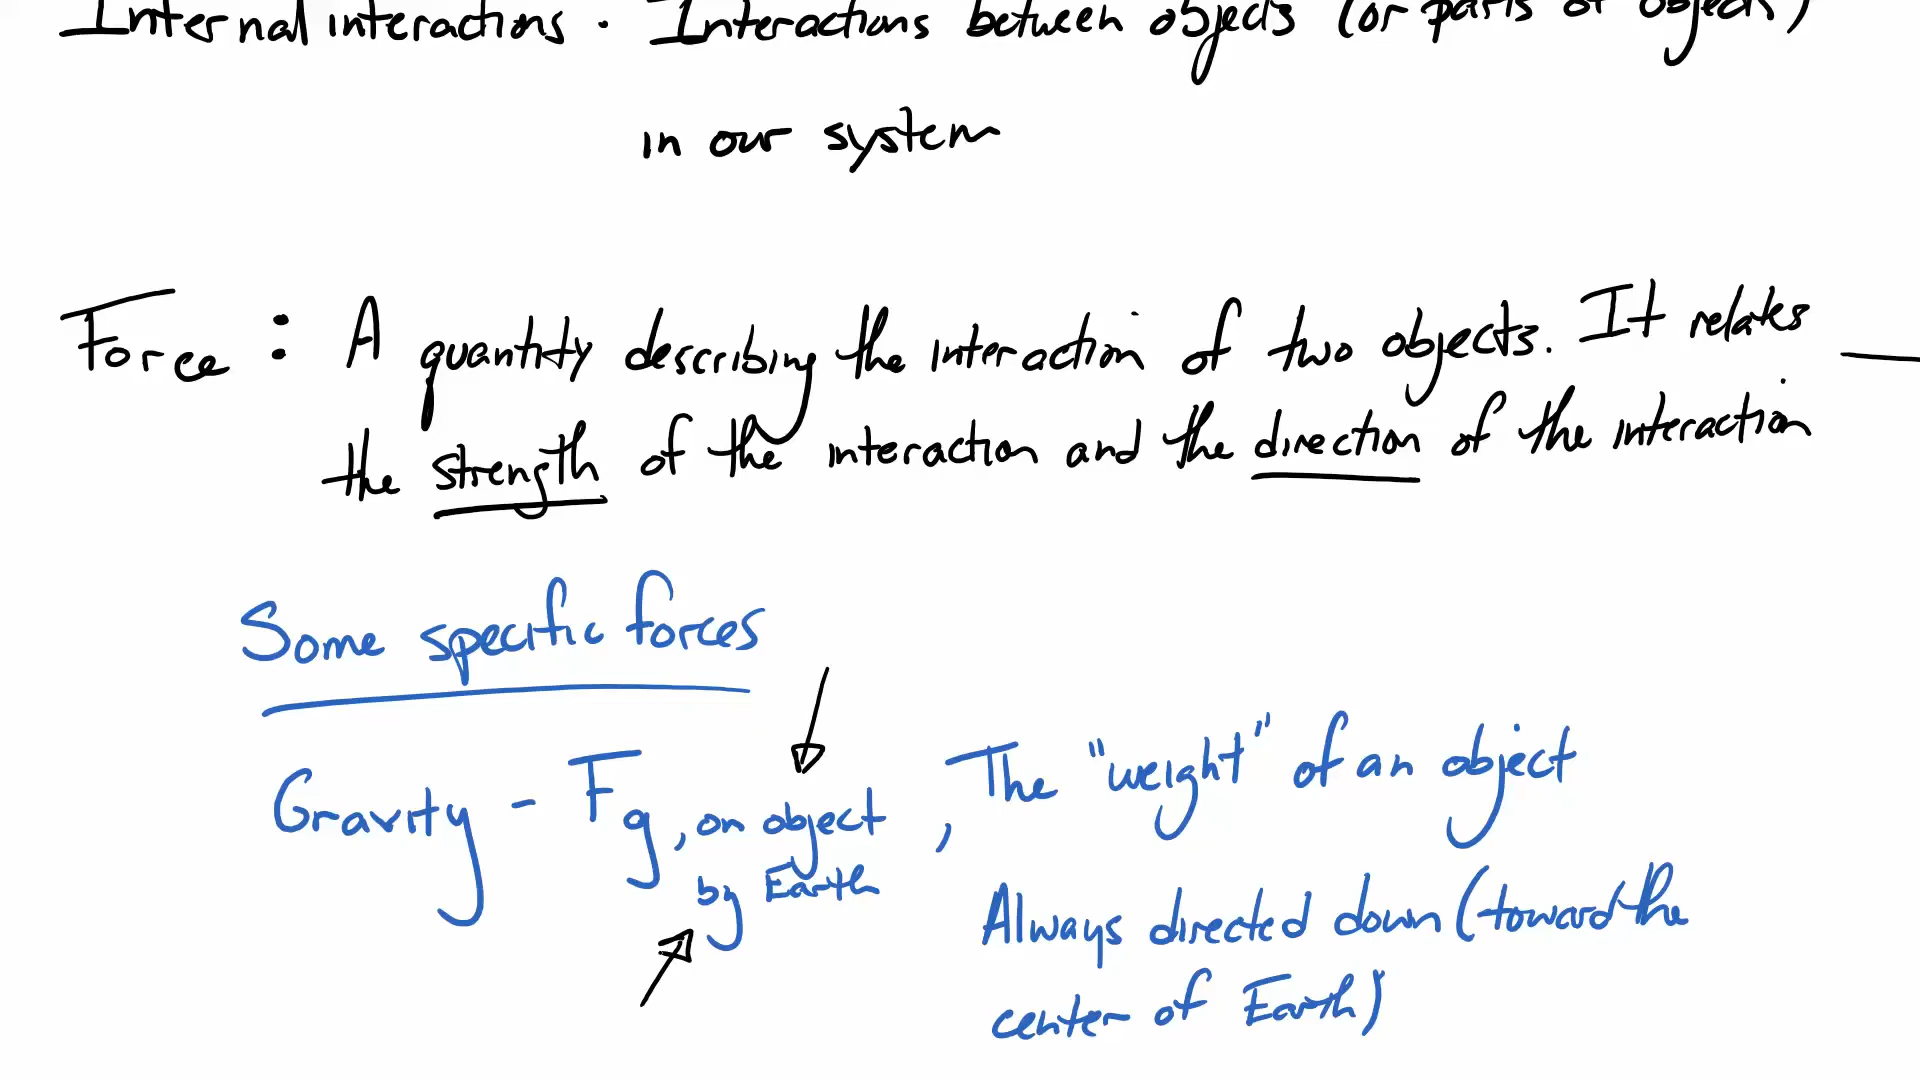 Internal interactions. Interactions between objects (or parts of objects)
in our system
Force: A quantity describing the interaction of two objects. It relates
the strength of the interaction and the direction of the interaction
Some specific forces
Gravity - Fg, on object by Earth, The "weight" of an object
Always directed down (toward the
center of Earth)